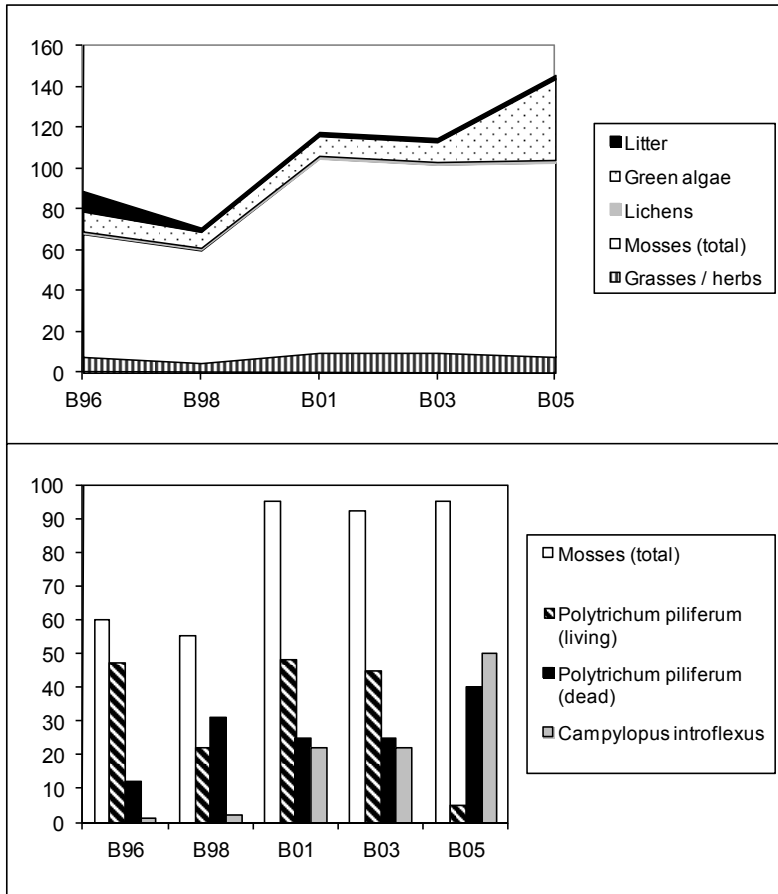 160
140
120
100
80
60
40
20
0
B96 B98 B01 B03 B05
Litter
Green algae
Lichens
Mosses (total)
Grasses / herbs
100
90
80
70
60
50
40
30
20
10
0
B96 B98 B01 B03 B05
Mosses (total)
Polytrichum piliferum
(living)
Polytrichum piliferum
(dead)
Campylopus introflexus